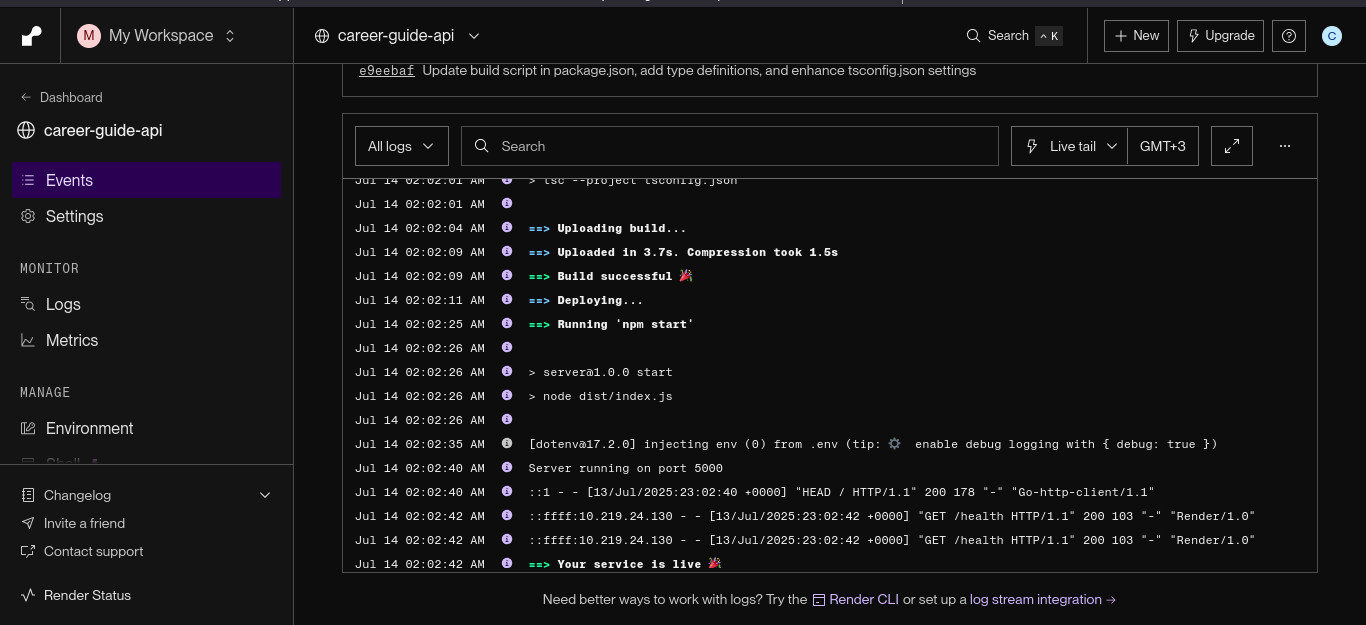 M My Workspace
career-guide-api
Search ^ K
+ New
Upgrade
C
← Dashboard
career-guide-api
Events
Settings
MONITOR
Logs
Metrics
MANAGE
Environment
Shell
Changelog
Invite a friend
Contact support
Render Status
e9eebaf Update build script in package.json, add type definitions, and enhance tsconfig.json settings
All logs
Search
Live tail
GMT+3
...
Jul 14 02:02:01 AM > tsc --project tsconfig.json
Jul 14 02:02:01 AM
Jul 14 02:02:04 AM ==> Uploading build...
Jul 14 02:02:09 AM ==> Uploaded in 3.7s. Compression took 1.5s
Jul 14 02:02:09 AM ==> Build successful 🎉
Jul 14 02:02:11 AM ==> Deploying...
Jul 14 02:02:25 AM ==> Running 'npm start'
Jul 14 02:02:26 AM
Jul 14 02:02:26 AM > server@1.0.0 start
Jul 14 02:02:26 AM > node dist/index.js
Jul 14 02:02:26 AM
Jul 14 02:02:35 AM [dotenv@17.2.0] injecting env (0) from .env (tip: ⚙️ enable debug logging with { debug: true })
Jul 14 02:02:40 AM Server running on port 5000
Jul 14 02:02:40 AM ::1 - - [13/Jul/2025:23:02:40 +0000] "HEAD / HTTP/1.1" 200 178 "-" "Go-http-client/1.1"
Jul 14 02:02:42 AM ::ffff:10.219.24.130 - - [13/Jul/2025:23:02:42 +0000] "GET /health HTTP/1.1" 200 103 "-" "Render/1.0"
Jul 14 02:02:42 AM ::ffff:10.219.24.130 - - [13/Jul/2025:23:02:42 +0000] "GET /health HTTP/1.1" 200 103 "-" "Render/1.0"
Jul 14 02:02:42 AM ==> Your service is live 🎉
Need better ways to work with logs? Try the Render CLI or set up a log stream integration →